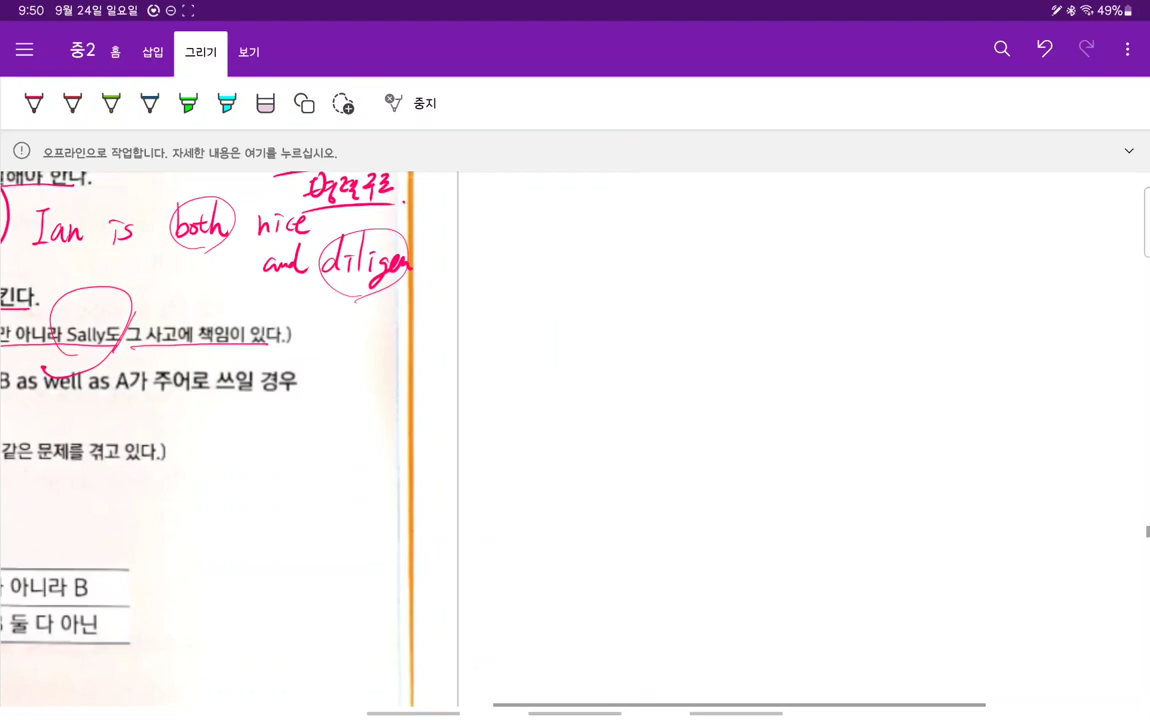 9:50 9월 24일 일요일 49%
중2 홈 삽입 그리기 보기
중지
오프라인으로 작업합니다. 자세한 내용은 여기를 누르십시오.
해야 한다.
병렬구조.
) Ian is both nice
and diligen
킨다.
만 아니라 Sally도 그 사고에 책임이 있다.)
B as well as A가 주어로 쓰일 경우
같은 문제를 겪고 있다.)
아니라 B
둘 다 아닌